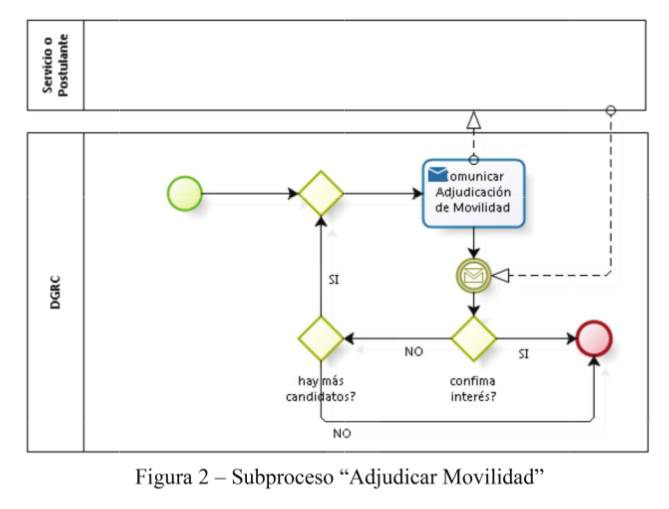 Servicio o
Postulante
DGRC
omunicar
Adjudicación
de Movilidad
SI
NO
SI
hay más
candidatos?
confima
interés?
NO
Figura 2 – Subproceso “Adjudicar Movilidad”